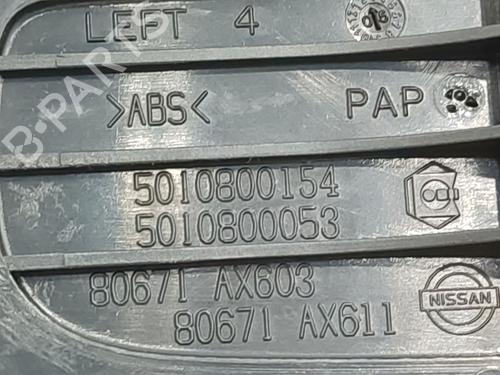 LEFT 4
>ABS< PAP
5010800154
5010800053
80671 AX603
80671 AX611
NISSAN
B-PARTS